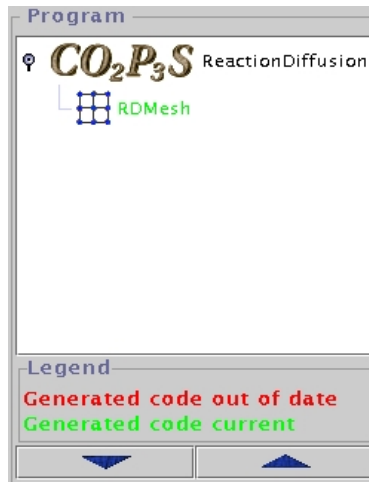 Program
CO₂P₃S ReactionDiffusion
RDMesh
Legend
Generated code out of date
Generated code current